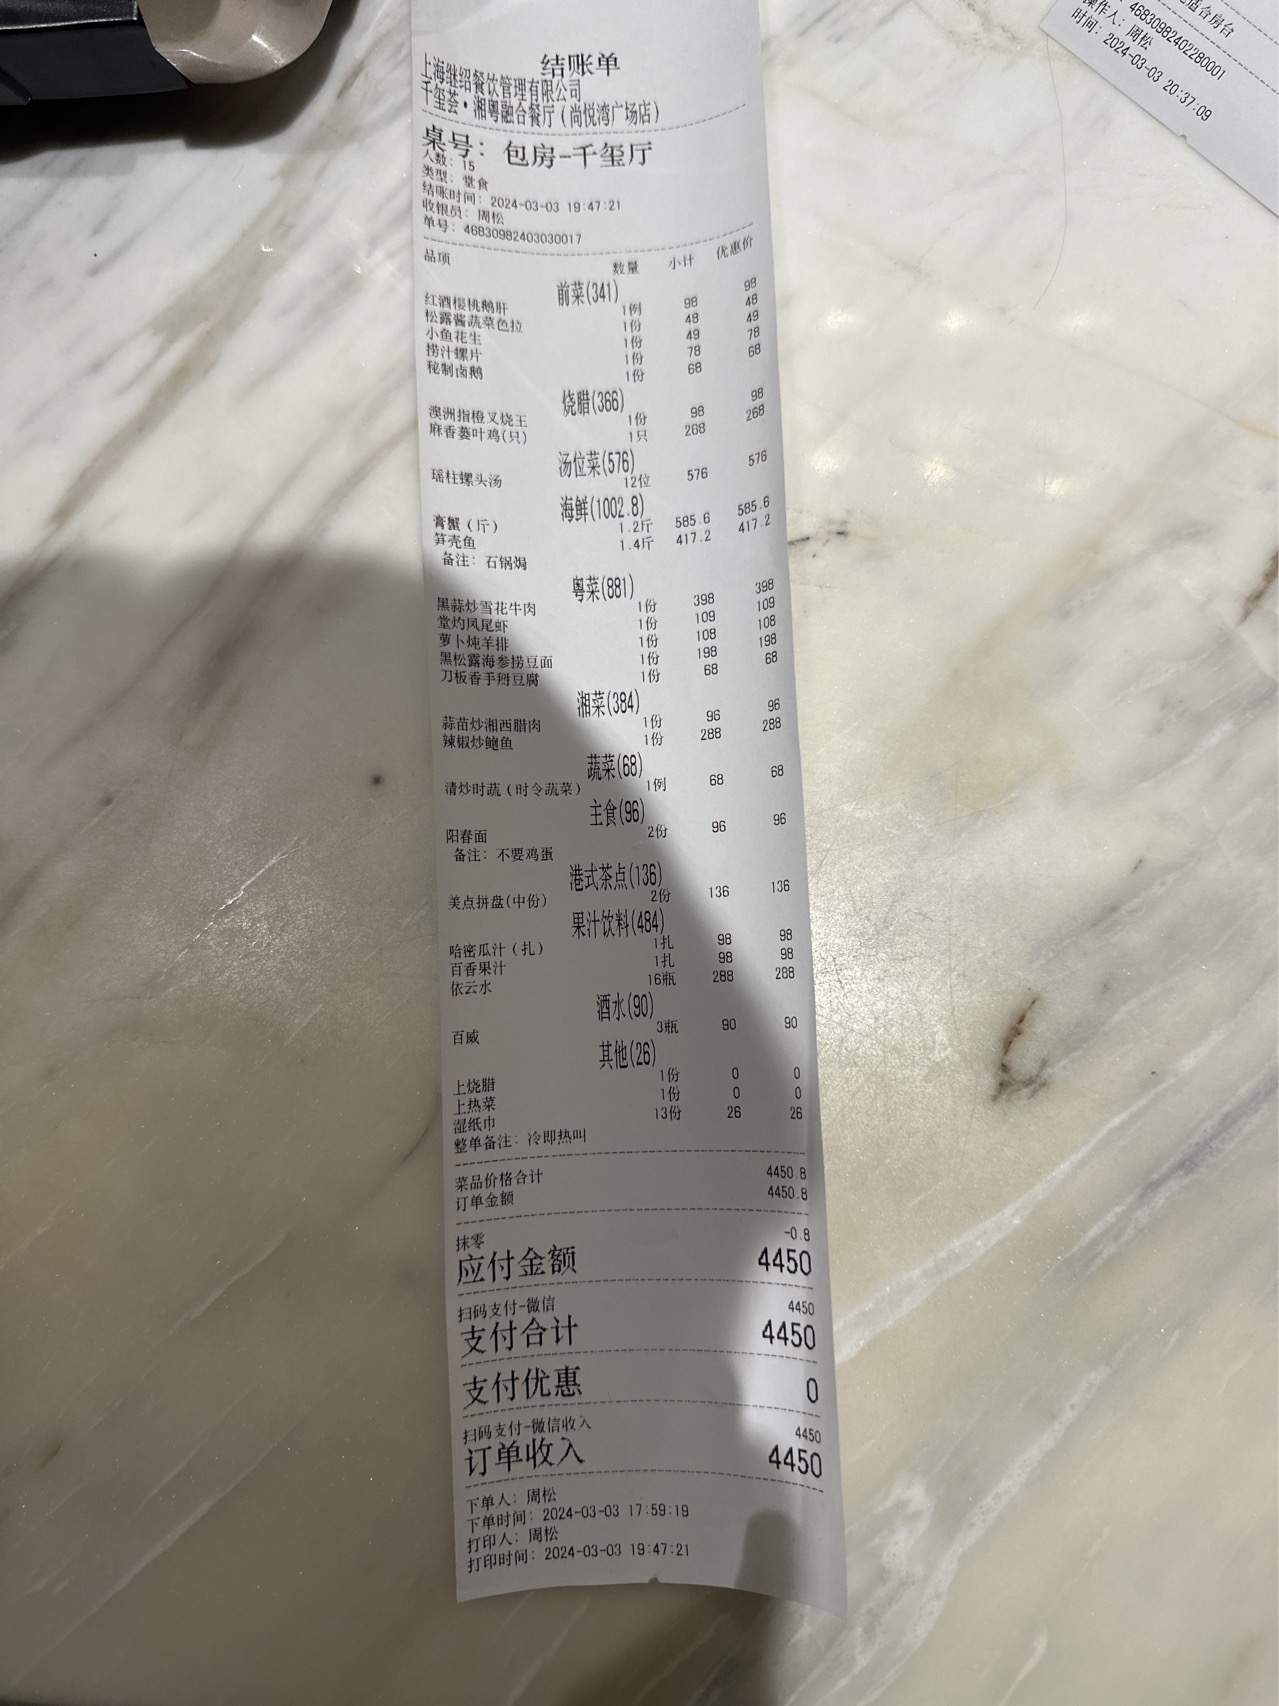 结账单
上海继绍餐饮管理有限公司
千玺荟·湘粤融合餐厅(尚悦湾广场店)
桌号: 包房-千玺厅
人数: 15
类型: 堂食
结账时间: 2024-03-03 19:47:21
收银员: 周松
单号: 46830982403030017
品项 数量 小计 优惠价
前菜(341)
红酒樱桃鹅肝 1例 98 98
松露酱蔬菜色拉 1份 48 48
小鱼花生 1份 49 49
捞汁螺片 1份 78 78
秘制卤鹅 1份 68 68
烧腊(366)
澳洲指橙叉烧王 1份 98 98
麻香蒌叶鸡(只) 1只 268 268
汤位菜(576)
瑶柱螺头汤 12位 576 576
海鲜(1002.8)
膏蟹(斤) 1.2斤 585.6 585.6
笋壳鱼 1.4斤 417.2 417.2
备注: 石锅焗
粤菜(881)
黑蒜炒雪花牛肉 1份 398 398
堂灼凤尾虾 1份 109 109
萝卜炖羊排 1份 108 108
黑松露海参捞豆面 1份 198 198
刀板香手掰豆腐 1份 68 68
湘菜(384)
蒜苗炒湘西腊肉 1份 96 96
辣椒炒鲍鱼 1份 288 288
蔬菜(68)
清炒时蔬(时令蔬菜) 1例 68 68
主食(96)
阳春面 2份 96 96
备注: 不要鸡蛋
港式茶点(136)
美点拼盘(中份) 2份 136 136
果汁饮料(484)
哈密瓜汁(扎) 1扎 98 98
百香果汁 1扎 98 98
依云水 16瓶 288 288
酒水(90)
百威 3瓶 90 90
其他(26)
上烧腊 1份 0 0
上热菜 1份 0 0
湿纸巾 13份 26 26
整单备注: 冷即热叫
菜品价格合计 4450.8
订单金额 4450.8
抹零 -0.8
应付金额 4450
扫码支付-微信 4450
支付合计 4450
支付优惠 0
扫码支付-微信收入 4450
订单收入 4450
下单人: 周松
下单时间: 2024-03-03 17:59:19
打印人: 周松
打印时间: 2024-03-03 19:47:21
46830982402280001
操作人: 周松
时间: 2024-03-03 20:37:09